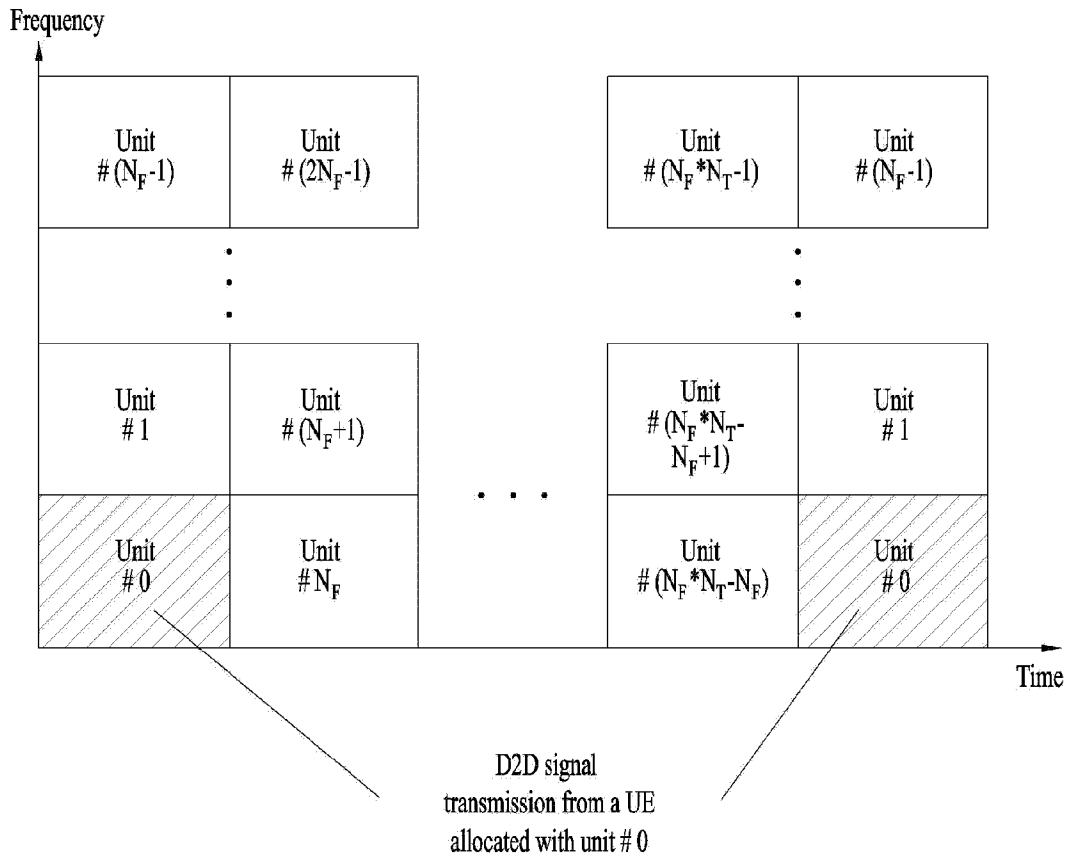 Frequency
Unit
# (N_F-1)
Unit
# (2N_F-1)
Unit
# (N_F*N_T-1)
Unit
# (N_F-1)
Unit
# 1
Unit
# (N_F+1)
Unit
# (N_F*N_T-
N_F+1)
Unit
# 1
Unit
# 0
Unit
# N_F
Unit
# (N_F*N_T-N_F)
Unit
# 0
Time
D2D signal
transmission from a UE
allocated with unit # 0